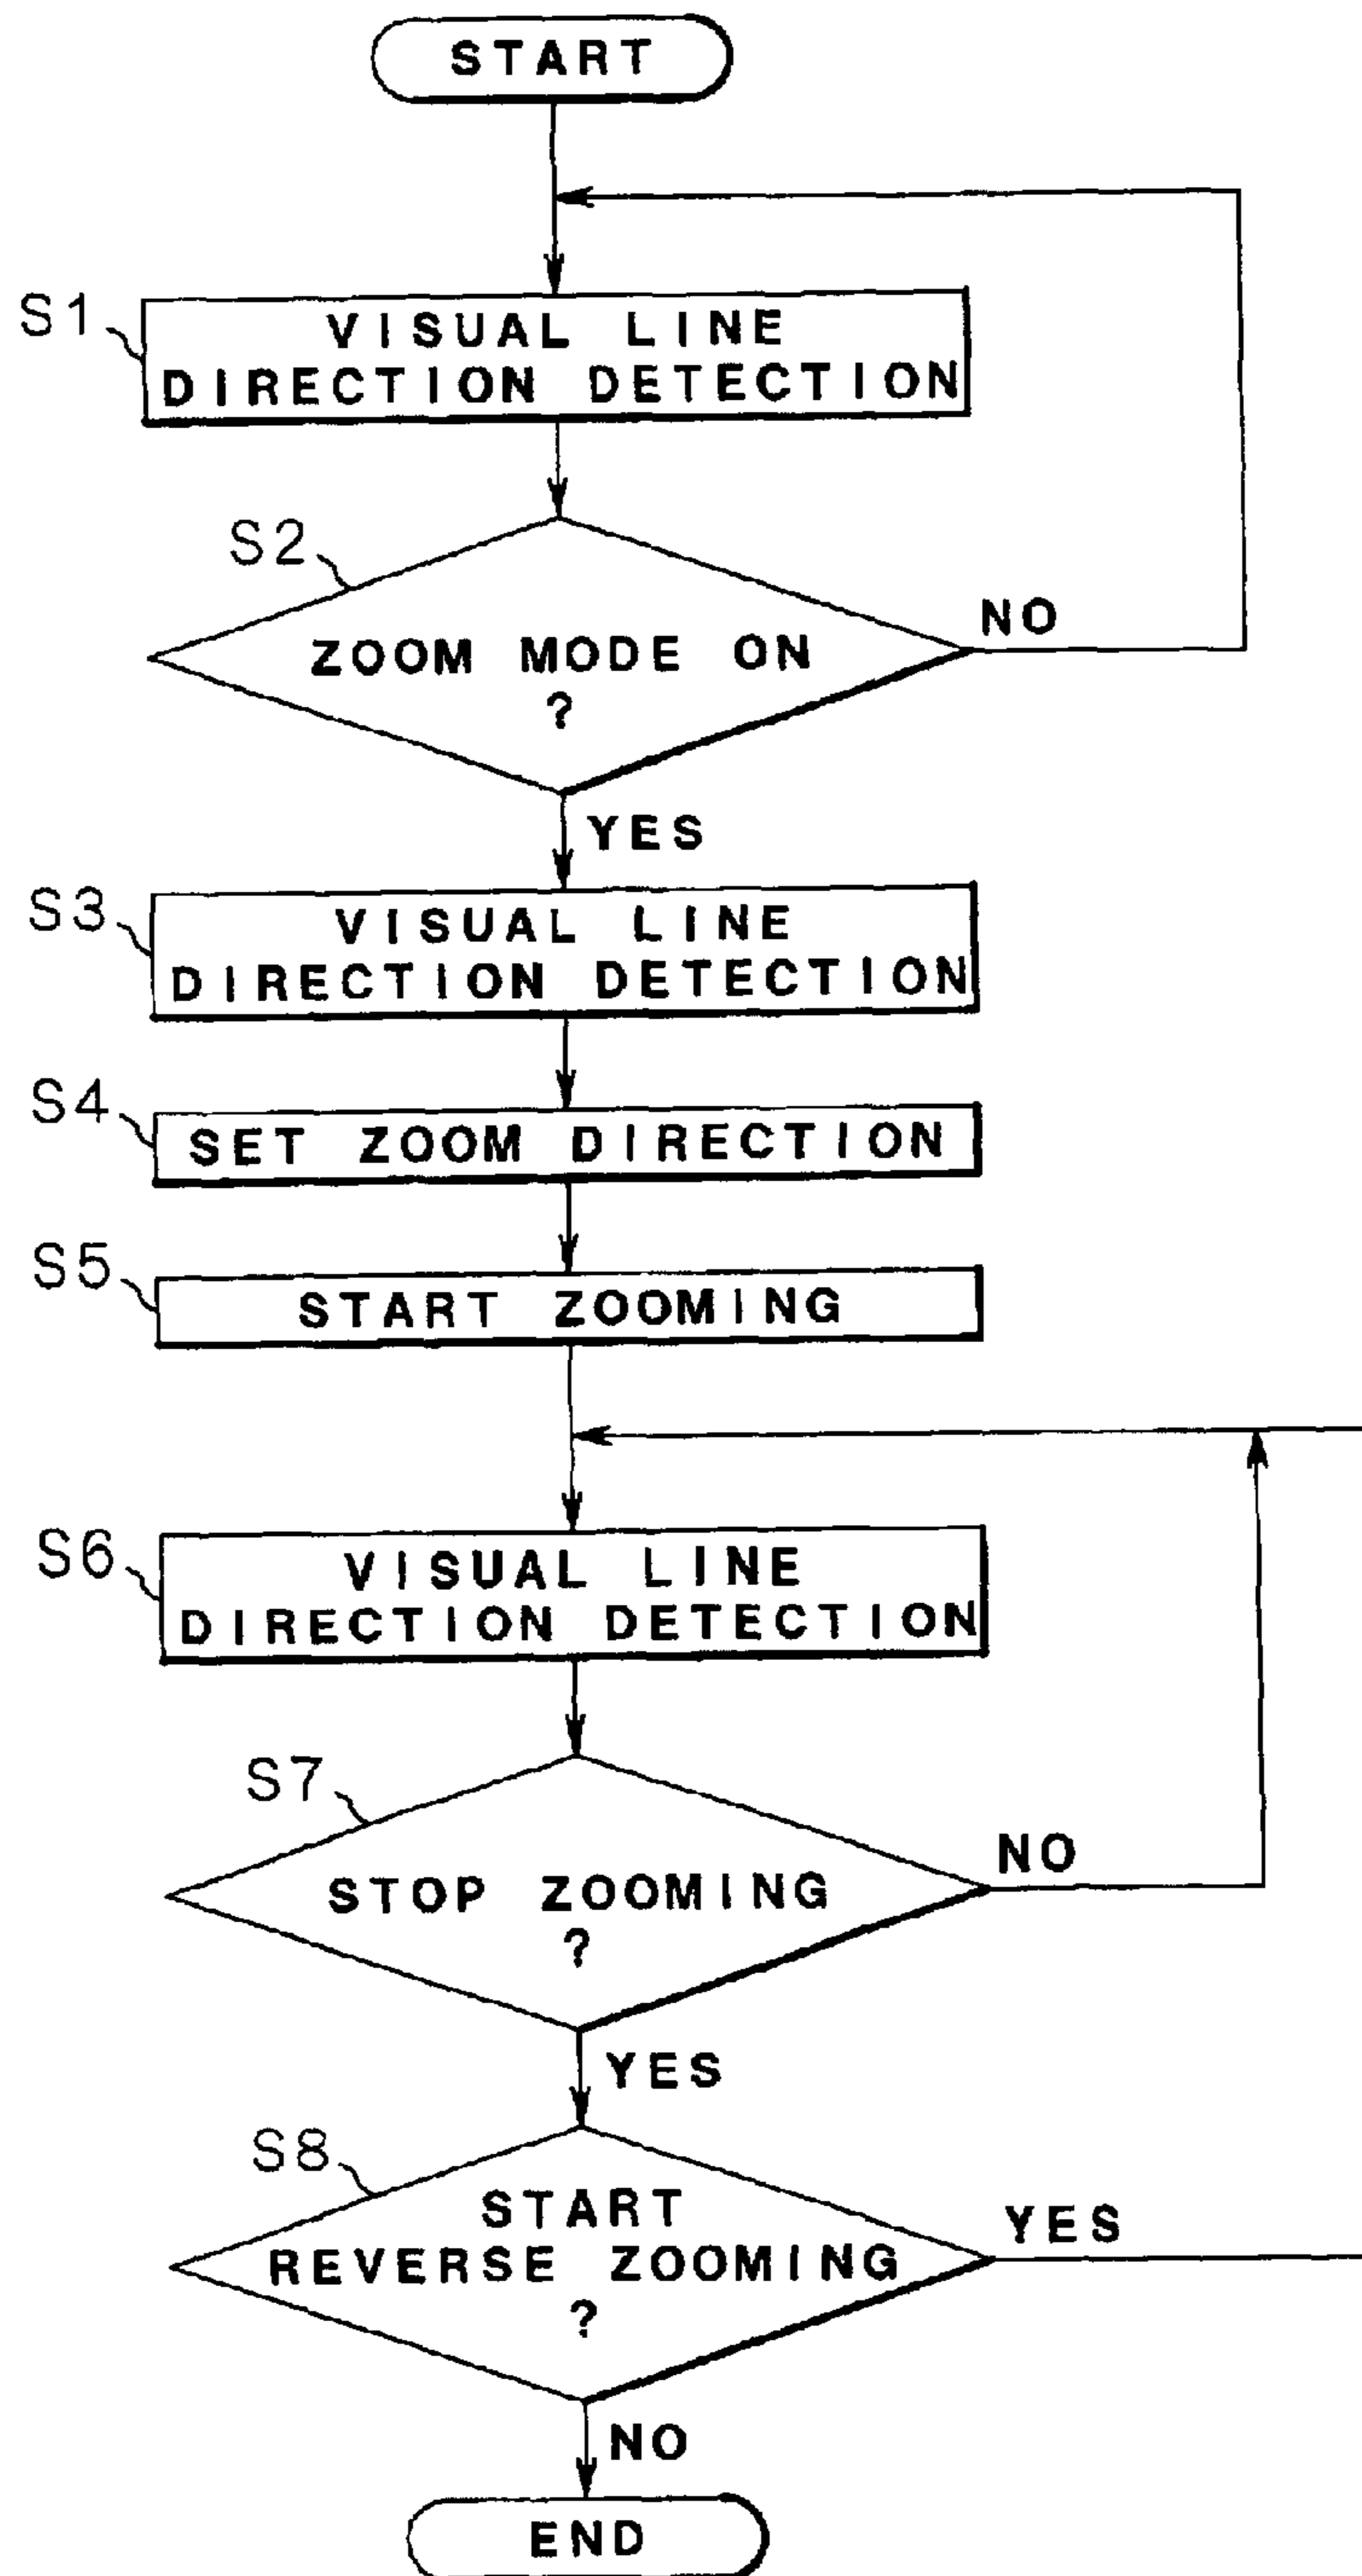 START
S1
VISUAL LINE
DIRECTION DETECTION
S2
ZOOM MODE ON
?
NO
YES
S3
VISUAL LINE
DIRECTION DETECTION
S4
SET ZOOM DIRECTION
S5
START ZOOMING
S6
VISUAL LINE
DIRECTION DETECTION
S7
STOP ZOOMING
?
NO
YES
S8
START
REVERSE ZOOMING
?
YES
NO
END